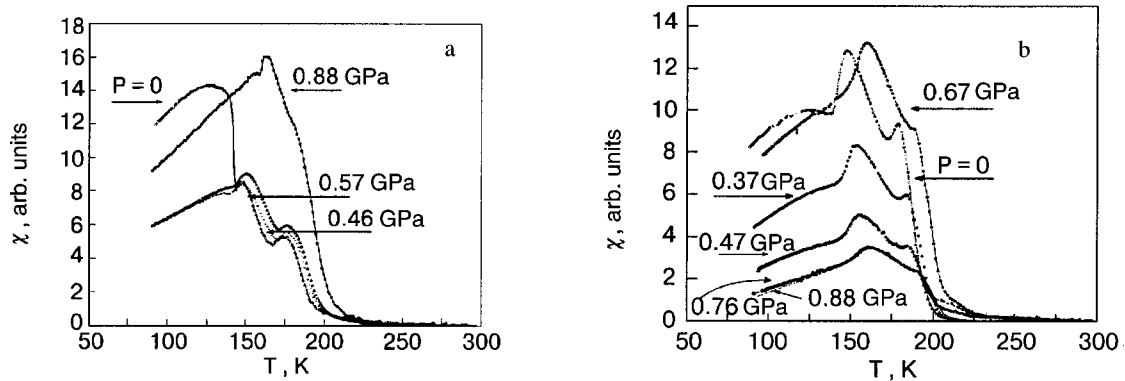 18
16
14
12
10
8
6
4
2
0
χ , arb. units
a
P = 0
0.88 GPa
0.57 GPa
0.46 GPa
50 100 150 200 250 300
T , K
14
12
10
8
6
4
2
0
χ , arb. units
b
0.67 GPa
P = 0
0.37GPa
0.47 GPa
0.76 GPa
0.88 GPa
50 100 150 200 250 300
T , K